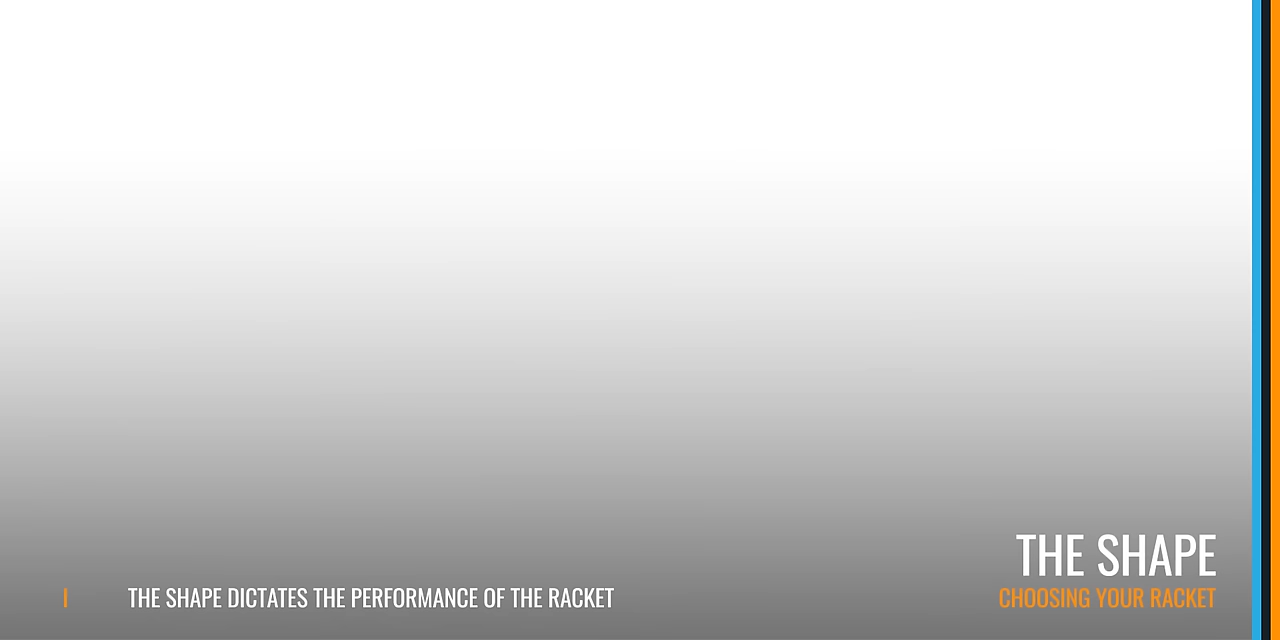 THE SHAPE
I THE SHAPE DICTATES THE PERFORMANCE OF THE RACKET
CHOOSING YOUR RACKET